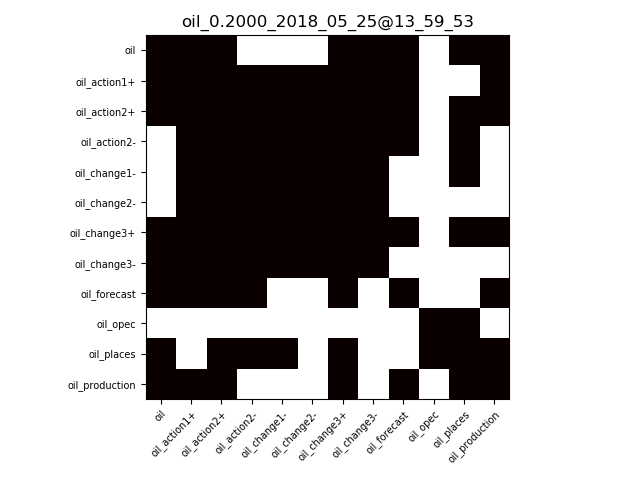 oil_0.2000_2018_05_25@13_59_53
oil
oil_action1+
oil_action2+
oil_action2-
oil_change1-
oil_change2-
oil_change3+
oil_change3-
oil_forecast
oil_opec
oil_places
oil_production
oil
oil_action1+
oil_action2+
oil_action2-
oil_change1-
oil_change2-
oil_change3+
oil_change3-
oil_forecast
oil_opec
oil_places
oil_production